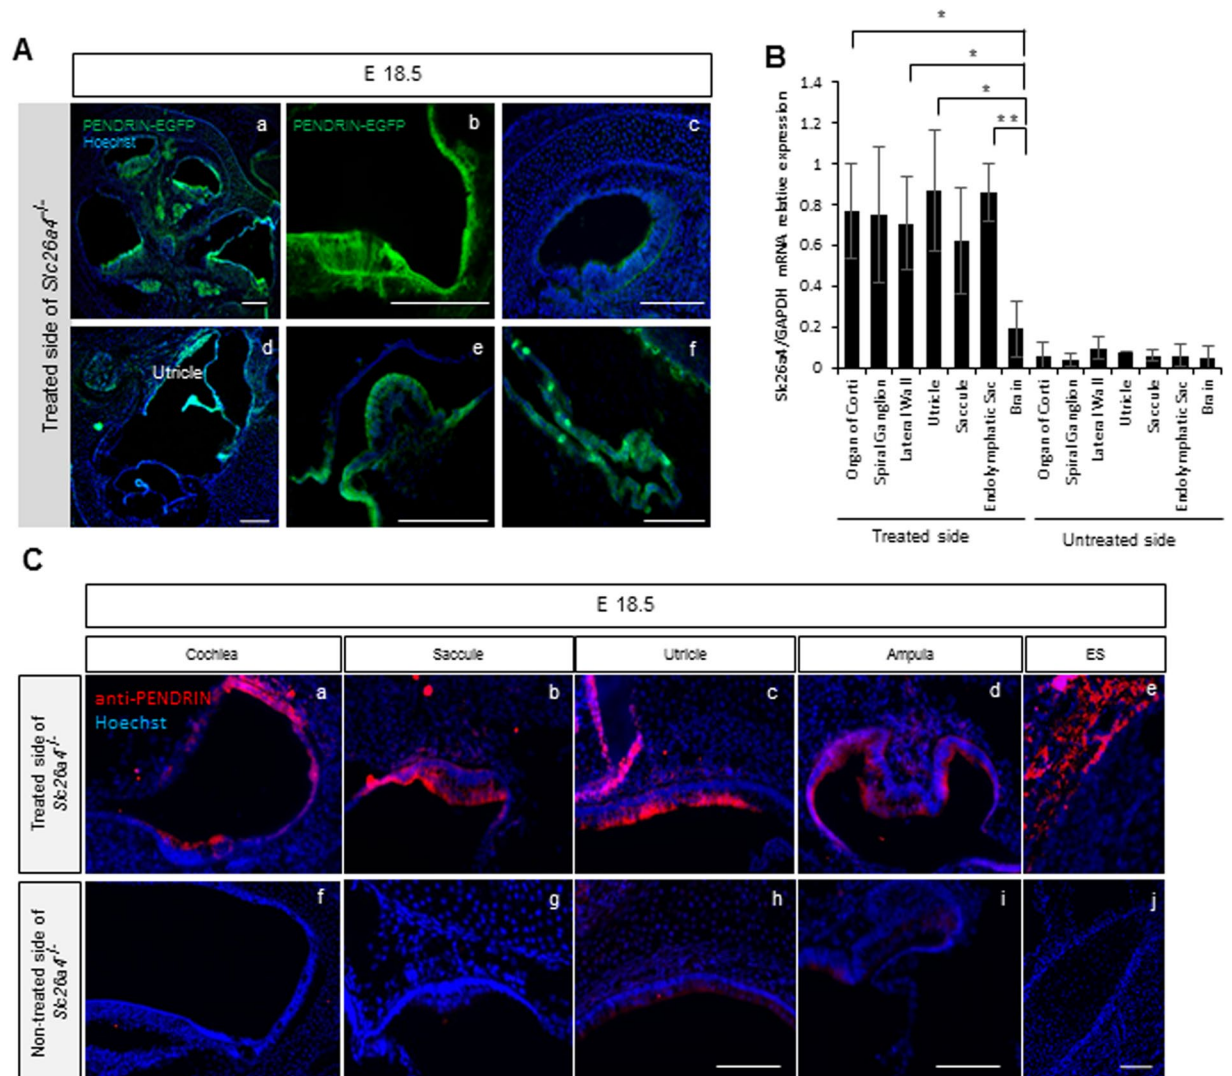 A
E 18.5
Treated side of Slc26a4-/-
PENDRIN-EGFP
Hoechst
a
PENDRIN-EGFP
b
c
d
Utricle
e
f
B
*
*
*
**
Slc26a4/GAPDH mRNA relative expression
1.4
1.2
1
0.8
0.6
0.4
0.2
0
Organ of Corti
Spiral Ganglion
Lateral Wall
Utricle
Saccule
Endolymphatic Sac
Brain
Organ of Corti
Spiral Ganglion
Lateral Wall
Utricle
Saccule
Endolymphatic Sac
Brain
Treated side
Untreated side
C
E 18.5
Cochlea
Saccule
Utricle
Ampula
ES
Treated side of
Slc26a4-/-
anti-PENDRIN
Hoechst
a
b
c
d
e
Non-treated side of
Slc26a4-/-
f
g
h
i
j